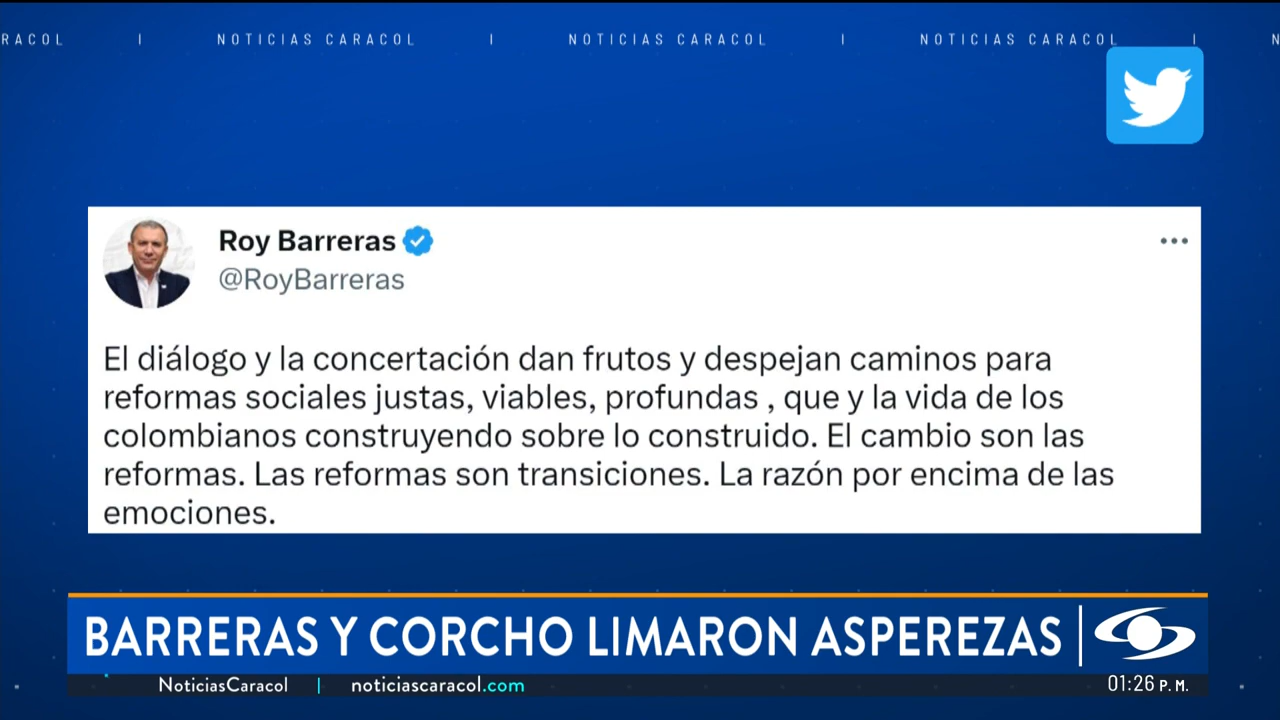 RACOL | NOTICIAS CARACOL | NOTICIAS CARACOL | NOTICIAS CARACOL | N
Roy Barreras
@RoyBarreras
El diálogo y la concertación dan frutos y despejan caminos para
reformas sociales justas, viables, profundas , que y la vida de los
colombianos construyendo sobre lo construido. El cambio son las
reformas. Las reformas son transiciones. La razón por encima de las
emociones.
BARRERAS Y CORCHO LIMARON ASPEREZAS
NoticiasCaracol | noticiascaracol.com 01:26 P. M.